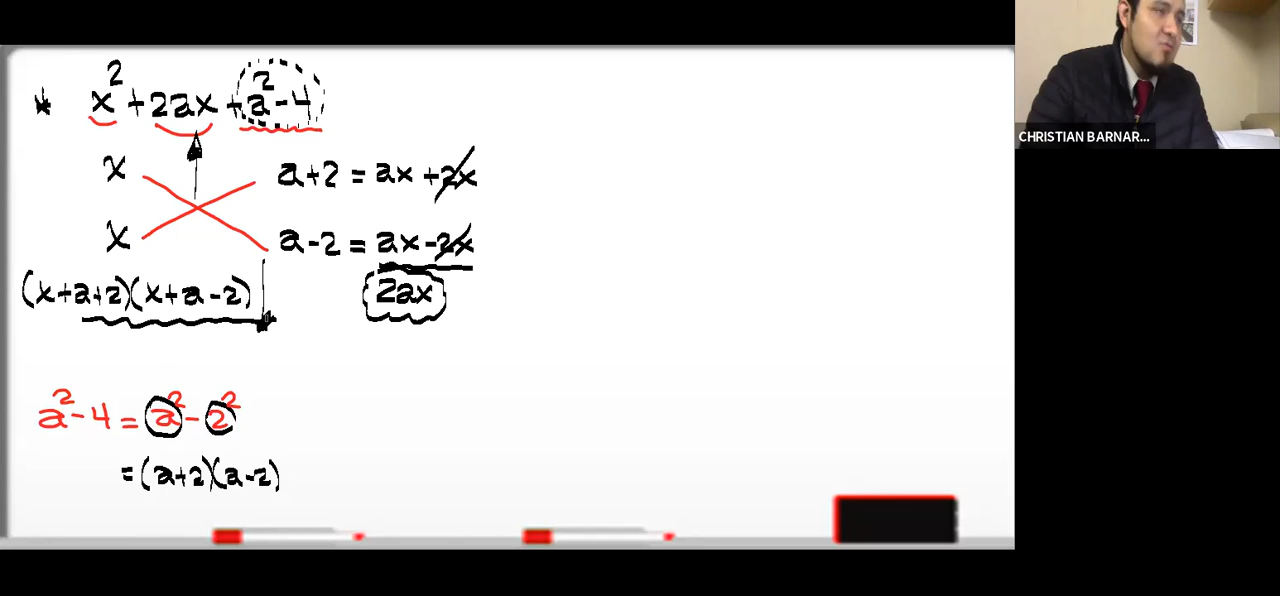 * x² + 2ax + a² - 4
x a+2 = ax + 2x
x a-2 = ax - 2x
(x+a+2)(x+a-2) 2ax
a² - 4 = a² - 2²
= (a+2)(a-2)
CHRISTIAN BARNAR...